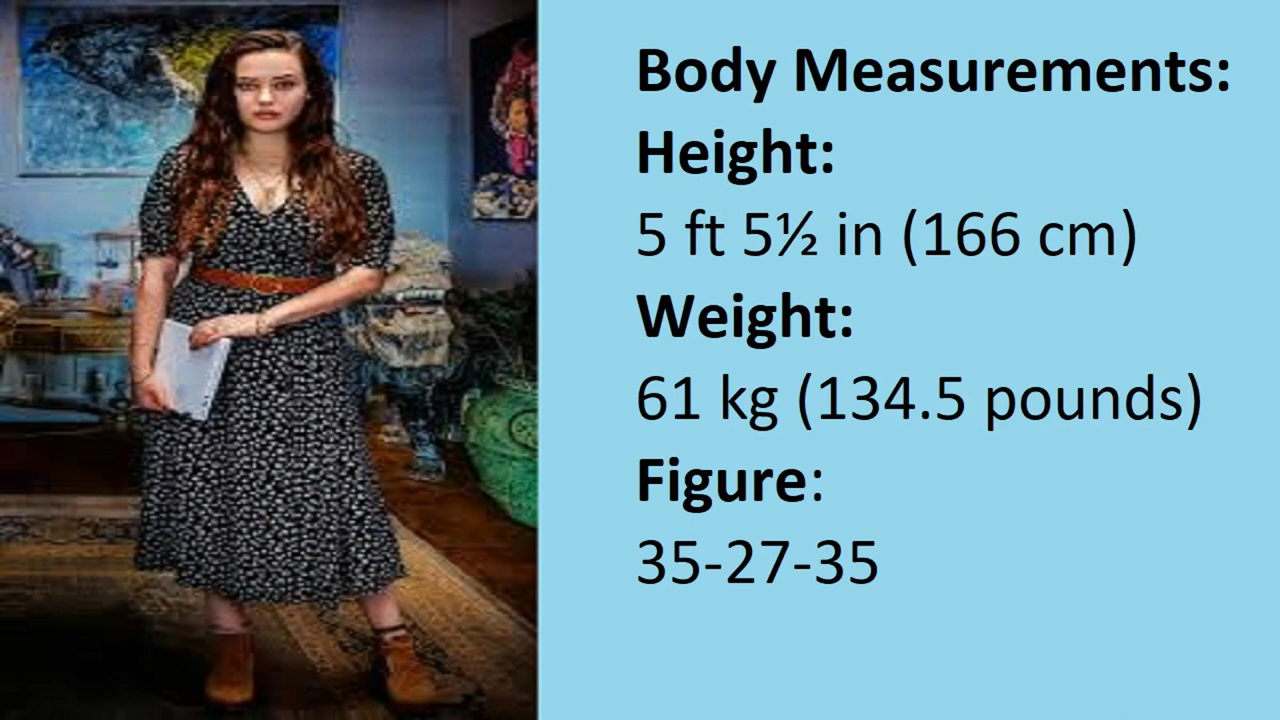 Body Measurements:
Height:
5 ft 5½ in (166 cm)
Weight:
61 kg (134.5 pounds)
Figure:
35-27-35